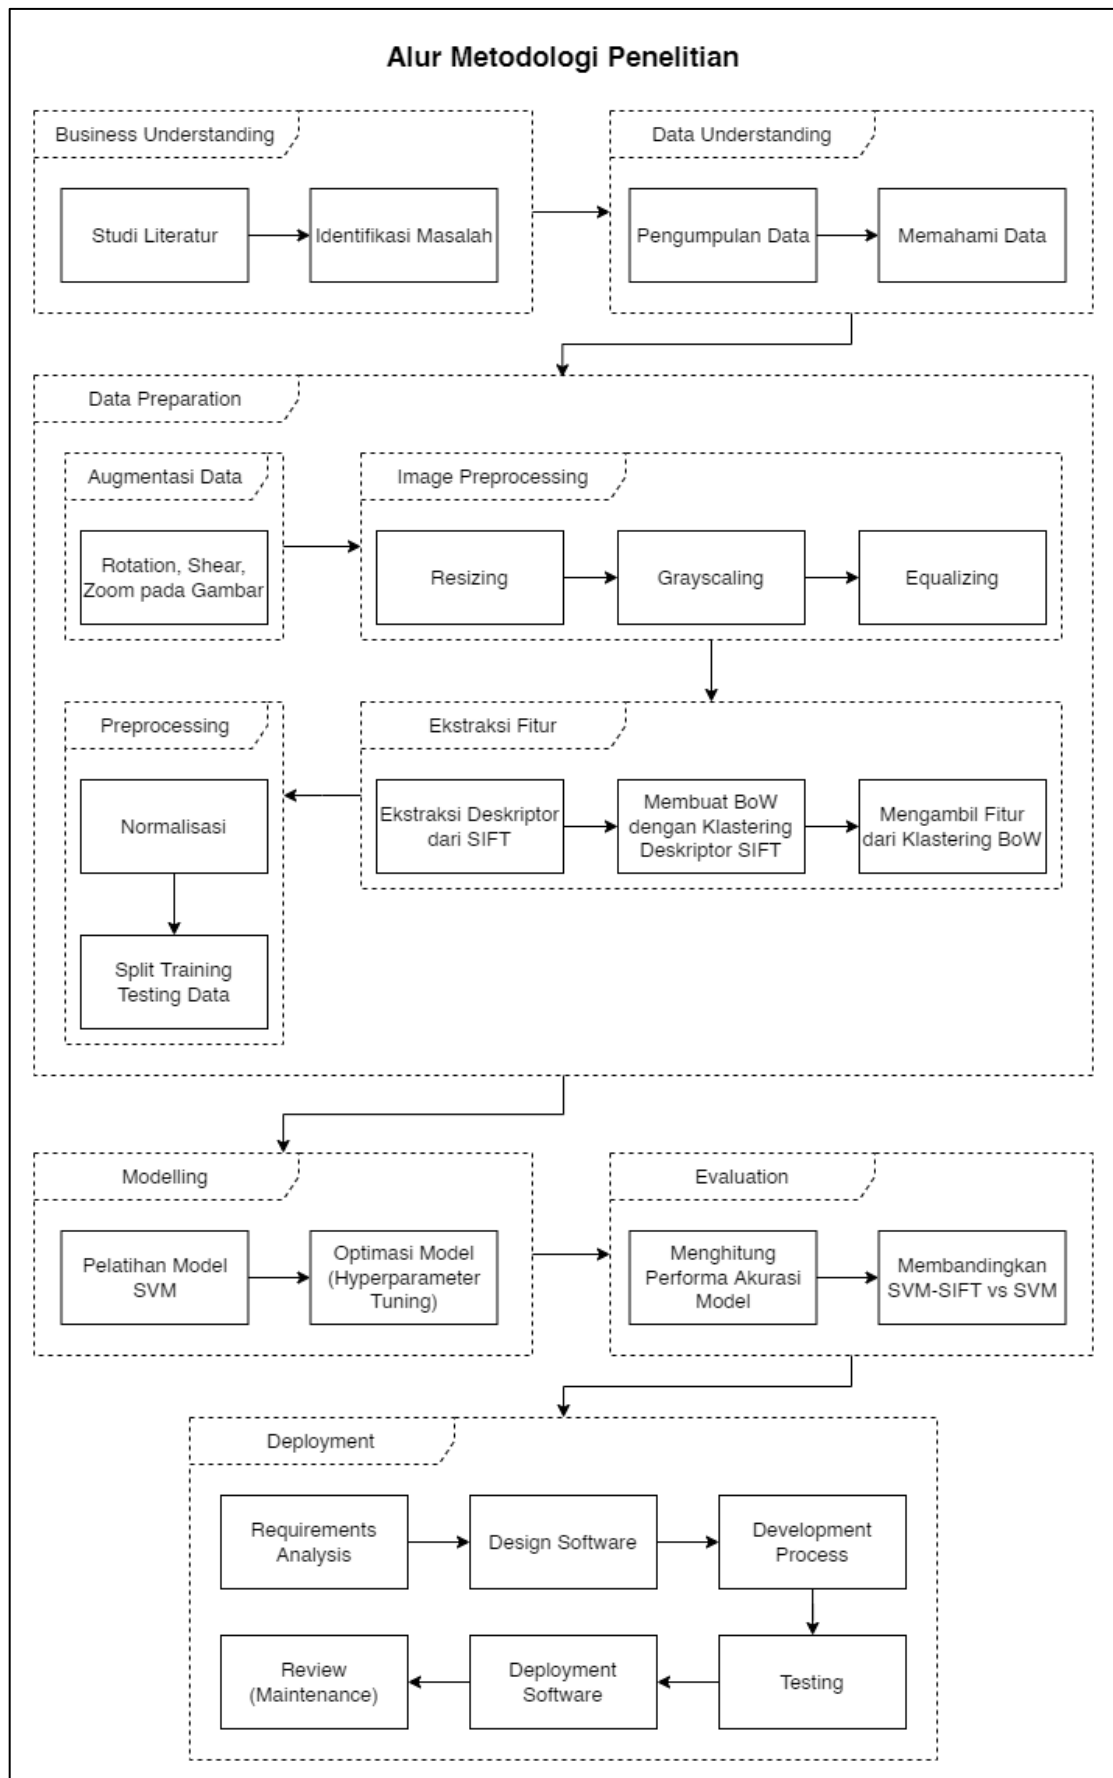 Alur Metodologi Penelitian
Business Understanding
Studi Literatur
Identifikasi Masalah
Data Understanding
Pengumpulan Data
Memahami Data
Data Preparation
Augmentasi Data
Rotation, Shear,
Zoom pada Gambar
Image Preprocessing
Resizing
Grayscaling
Equalizing
Ekstraksi Fitur
Ekstraksi Deskriptor
dari SIFT
Membuat BoW
dengan Klastering
Deskriptor SIFT
Mengambil Fitur
dari Klastering BoW
Preprocessing
Normalisasi
Split Training
Testing Data
Modelling
Pelatihan Model
SVM
Optimasi Model
(Hyperparameter
Tuning)
Evaluation
Menghitung
Performa Akurasi
Model
Membandingkan
SVM-SIFT vs SVM
Deployment
Requirements
Analysis
Design Software
Development
Process
Testing
Deployment
Software
Review
(Maintenance)